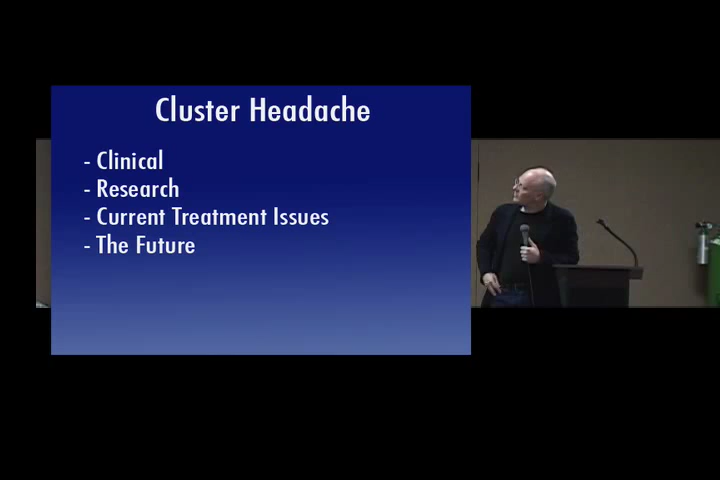 Cluster Headache
- Clinical
- Research
- Current Treatment Issues
- The Future